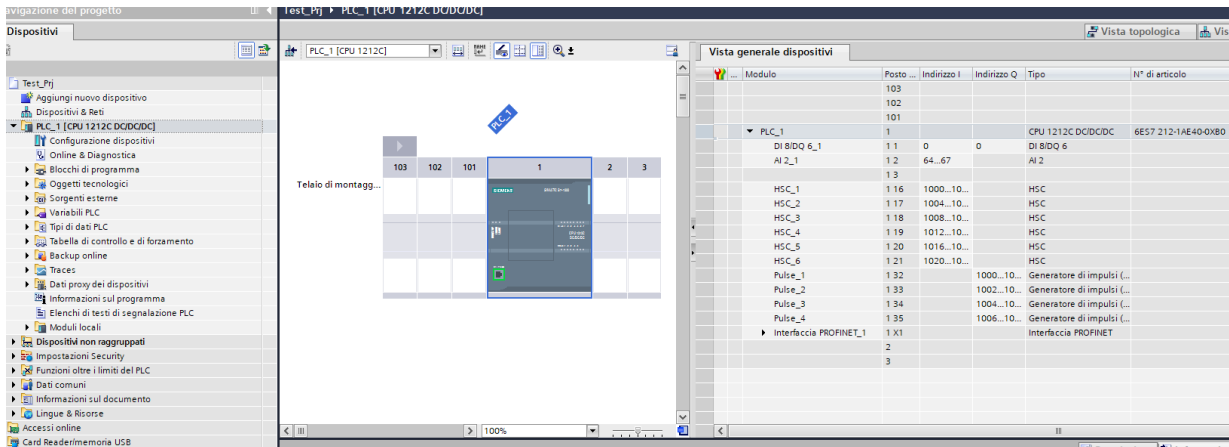 avigazione del progetto
Test_Prj ▸ PLC_1 [CPU 1212C DC/DC/DC]
Dispositivi
Vista topologica
Vis
PLC_1 [CPU 1212C]
Vista generale dispositivi
Test_Prj
Aggiungi nuovo dispositivo
Dispositivi & Reti
PLC_1 [CPU 1212C DC/DC/DC]
Configurazione dispositivi
Online & Diagnostica
Blocchi di programma
Oggetti tecnologici
Sorgenti esterne
Variabili PLC
Tipi di dati PLC
Tabella di controllo e di forzamento
Backup online
Traces
Dati proxy dei dispositivi
Informazioni sul programma
Elenchi di testi di segnalazione PLC
Moduli locali
Dispositivi non raggruppati
Impostazioni Security
Funzioni oltre i limiti del PLC
Dati comuni
Informazioni sul documento
Lingue & Risorse
Accessi online
Card Reader/memoria USB
PLC_1
103 102 101 1 2 3
Telaio di montagg...
SIEMENS
100%
... Modulo Posto ... Indirizzo I Indirizzo Q Tipo N° di articolo
103
102
101
PLC_1 1 CPU 1212C DC/DC/DC 6ES7 212-1AE40-0XB0
DI 8/DQ 6_1 1 1 0 0 DI 8/DQ 6
AI 2_1 1 2 64...67 AI 2
1 3
HSC_1 1 16 1000...10... HSC
HSC_2 1 17 1004...10... HSC
HSC_3 1 18 1008...10... HSC
HSC_4 1 19 1012...10... HSC
HSC_5 1 20 1016...10... HSC
HSC_6 1 21 1020...10... HSC
Pulse_1 1 32 1000...10... Generatore di impulsi (...
Pulse_2 1 33 1002...10... Generatore di impulsi (...
Pulse_3 1 34 1004...10... Generatore di impulsi (...
Pulse_4 1 35 1006...10... Generatore di impulsi (...
Interfaccia PROFINET_1 1 X1 Interfaccia PROFINET
2
3